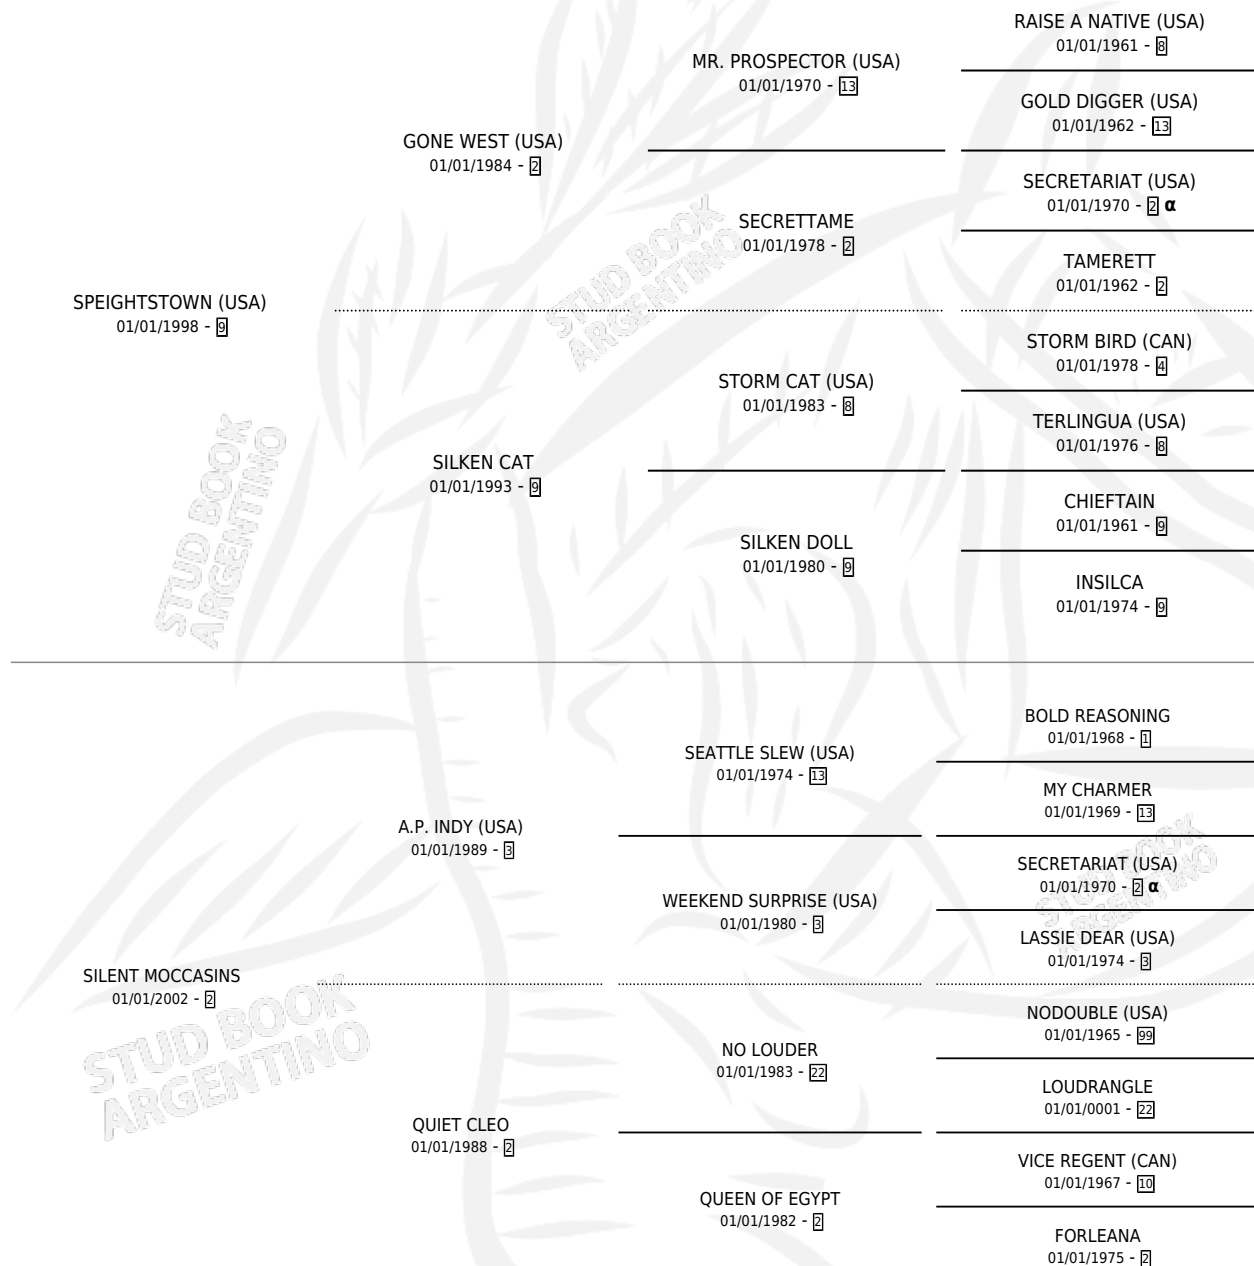 RAISE A NATIVE (USA)
01/01/1961 - 8
MR. PROSPECTOR (USA)
01/01/1970 - 13
GOLD DIGGER (USA)
01/01/1962 - 13
GONE WEST (USA)
01/01/1984 - 2
SECRETARIAT (USA)
01/01/1970 - 2 α
SECRETTAME
01/01/1978 - 2
TAMERETT
01/01/1962 - 2
SPEIGHTSTOWN (USA)
01/01/1998 - 9
STORM BIRD (CAN)
01/01/1978 - 4
STORM CAT (USA)
01/01/1983 - 8
TERLINGUA (USA)
01/01/1976 - 8
SILKEN CAT
01/01/1993 - 9
CHIEFTAIN
01/01/1961 - 9
SILKEN DOLL
01/01/1980 - 9
INSILCA
01/01/1974 - 9
STUD BOOK
ARGENTINO
STUD BOOK
ARGENTINO
BOLD REASONING
01/01/1968 - 1
SEATTLE SLEW (USA)
01/01/1974 - 13
MY CHARMER
01/01/1969 - 13
A.P. INDY (USA)
01/01/1989 - 3
SECRETARIAT (USA)
01/01/1970 - 2 α
WEEKEND SURPRISE (USA)
01/01/1980 - 3
LASSIE DEAR (USA)
01/01/1974 - 3
SILENT MOCCASINS
01/01/2002 - 2
NODOUBLE (USA)
01/01/1965 - 99
NO LOUDER
01/01/1983 - 22
LOUDRANGLE
01/01/0001 - 22
QUIET CLEO
01/01/1988 - 2
VICE REGENT (CAN)
01/01/1967 - 10
QUEEN OF EGYPT
01/01/1982 - 2
FORLEANA
01/01/1975 - 2
STUD BOOK
ARGENTINO
STUD BOOK
ARGENTINO